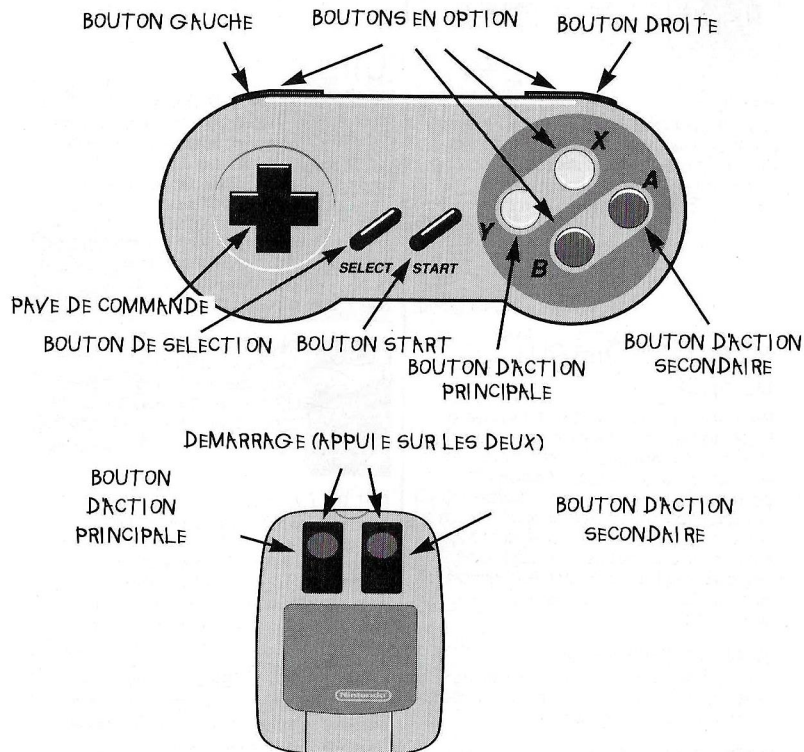 BOUTON GAUCHE
BOUTONS EN OPTION
BOUTON DROITE
X
A
Y
B
SELECT
START
PAVE DE COMMANDE
BOUTON DE SELECTION
BOUTON START
BOUTON D'ACTION
PRINCIPALE
BOUTON D'ACTION
SECONDAIRE
DEMARRAGE (APPUIE SUR LES DEUX)
BOUTON
D'ACTION
PRINCIPALE
BOUTON D'ACTION
SECONDAIRE
Nintendo